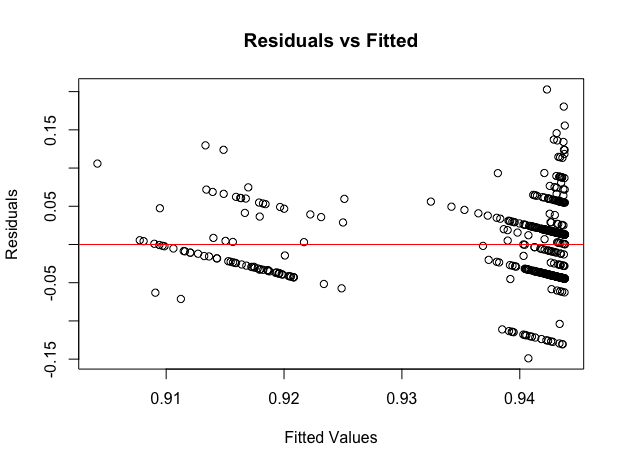 Residuals vs Fitted
0.15
0.05
-0.05
-0.15
Residuals
0.91 0.92 0.93 0.94
Fitted Values